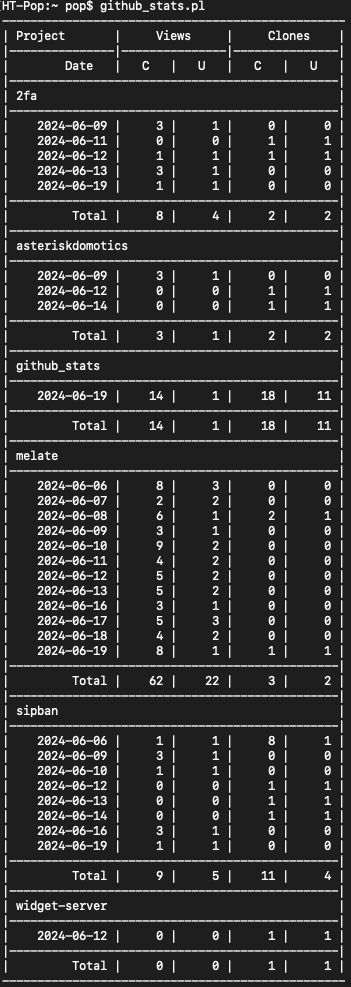 HT-Pop:~ pop$ github_stats.pl
| Project | Views | Clones |
| Date | C | U | C | U |
| 2fa |
| 2024-06-09 | 3 | 1 | 0 | 0 |
| 2024-06-11 | 0 | 0 | 1 | 1 |
| 2024-06-12 | 1 | 1 | 1 | 1 |
| 2024-06-13 | 3 | 1 | 0 | 0 |
| 2024-06-19 | 1 | 1 | 0 | 0 |
| Total | 8 | 4 | 2 | 2 |
| asteriskdomotics |
| 2024-06-09 | 3 | 1 | 0 | 0 |
| 2024-06-12 | 0 | 0 | 1 | 1 |
| 2024-06-14 | 0 | 0 | 1 | 1 |
| Total | 3 | 1 | 2 | 2 |
| github_stats |
| 2024-06-19 | 14 | 1 | 18 | 11 |
| Total | 14 | 1 | 18 | 11 |
| melate |
| 2024-06-06 | 8 | 3 | 0 | 0 |
| 2024-06-07 | 2 | 2 | 0 | 0 |
| 2024-06-08 | 6 | 1 | 2 | 1 |
| 2024-06-09 | 3 | 1 | 0 | 0 |
| 2024-06-10 | 9 | 2 | 0 | 0 |
| 2024-06-11 | 4 | 2 | 0 | 0 |
| 2024-06-12 | 5 | 2 | 0 | 0 |
| 2024-06-13 | 5 | 2 | 0 | 0 |
| 2024-06-16 | 3 | 1 | 0 | 0 |
| 2024-06-17 | 5 | 3 | 0 | 0 |
| 2024-06-18 | 4 | 2 | 0 | 0 |
| 2024-06-19 | 8 | 1 | 1 | 1 |
| Total | 62 | 22 | 3 | 2 |
| sipban |
| 2024-06-06 | 1 | 1 | 8 | 1 |
| 2024-06-09 | 3 | 1 | 0 | 0 |
| 2024-06-10 | 1 | 1 | 0 | 0 |
| 2024-06-12 | 0 | 0 | 1 | 1 |
| 2024-06-13 | 0 | 0 | 1 | 1 |
| 2024-06-14 | 0 | 0 | 1 | 1 |
| 2024-06-16 | 3 | 1 | 0 | 0 |
| 2024-06-19 | 1 | 1 | 0 | 0 |
| Total | 9 | 5 | 11 | 4 |
| widget-server |
| 2024-06-12 | 0 | 0 | 1 | 1 |
| Total | 0 | 0 | 1 | 1 |